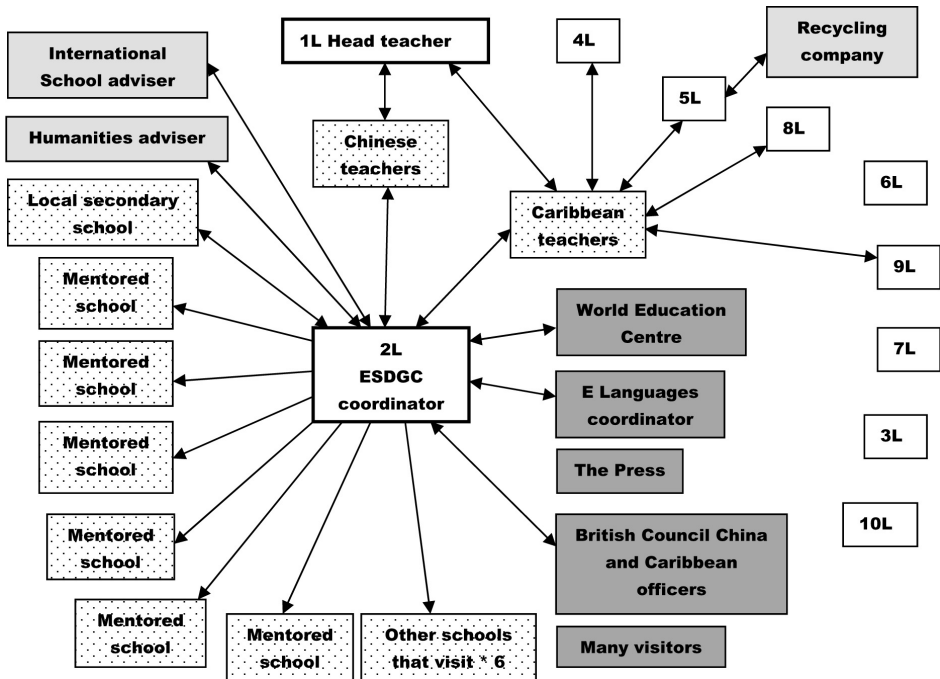 International
School adviser
1L Head teacher
4L
Recycling
company
5L
8L
Humanities adviser
Chinese
teachers
6L
Local secondary
school
Caribbean
teachers
9L
Mentored
school
World Education
Centre
2L
ESDGC
coordinator
7L
Mentored
school
E Languages
coordinator
Mentored
school
3L
The Press
10L
Mentored
school
British Council China
and Caribbean
officers
Mentored
school
Mentored
school
Other schools
that visit * 6
Many visitors